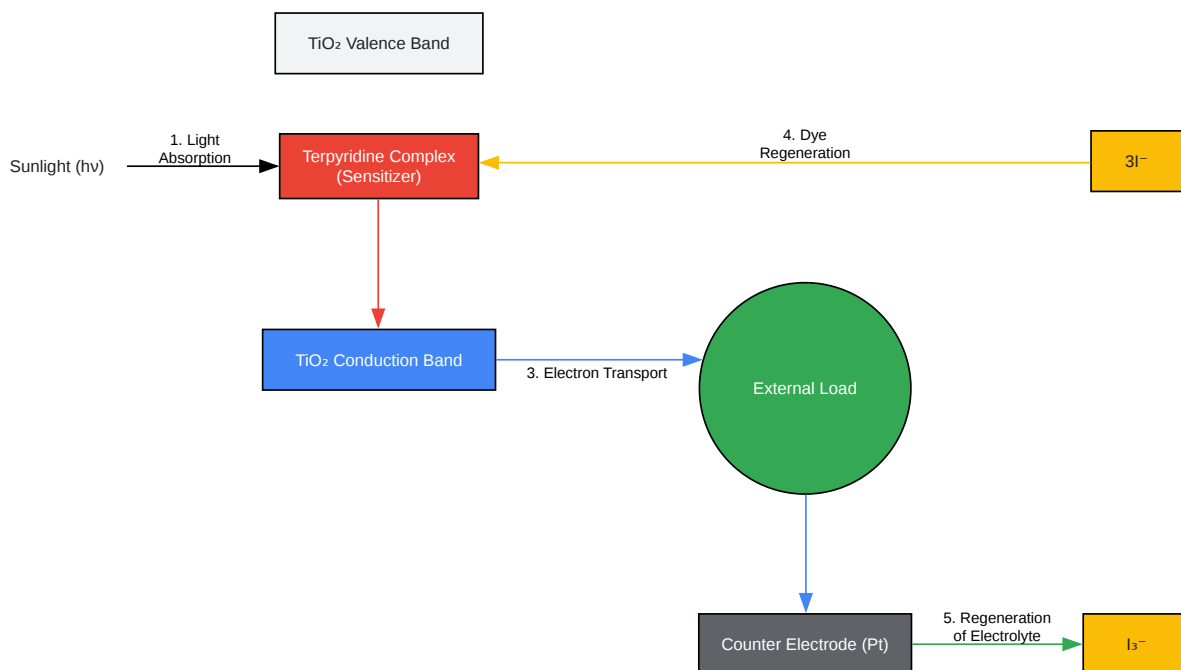 TiO₂ Valence Band
Sunlight (hν)
1. Light
Absorption
Terpyridine Complex
(Sensitizer)
4. Dye
Regeneration
3I⁻
TiO₂ Conduction Band
3. Electron Transport
External Load
Counter Electrode (Pt)
5. Regeneration
of Electrolyte
I₃⁻